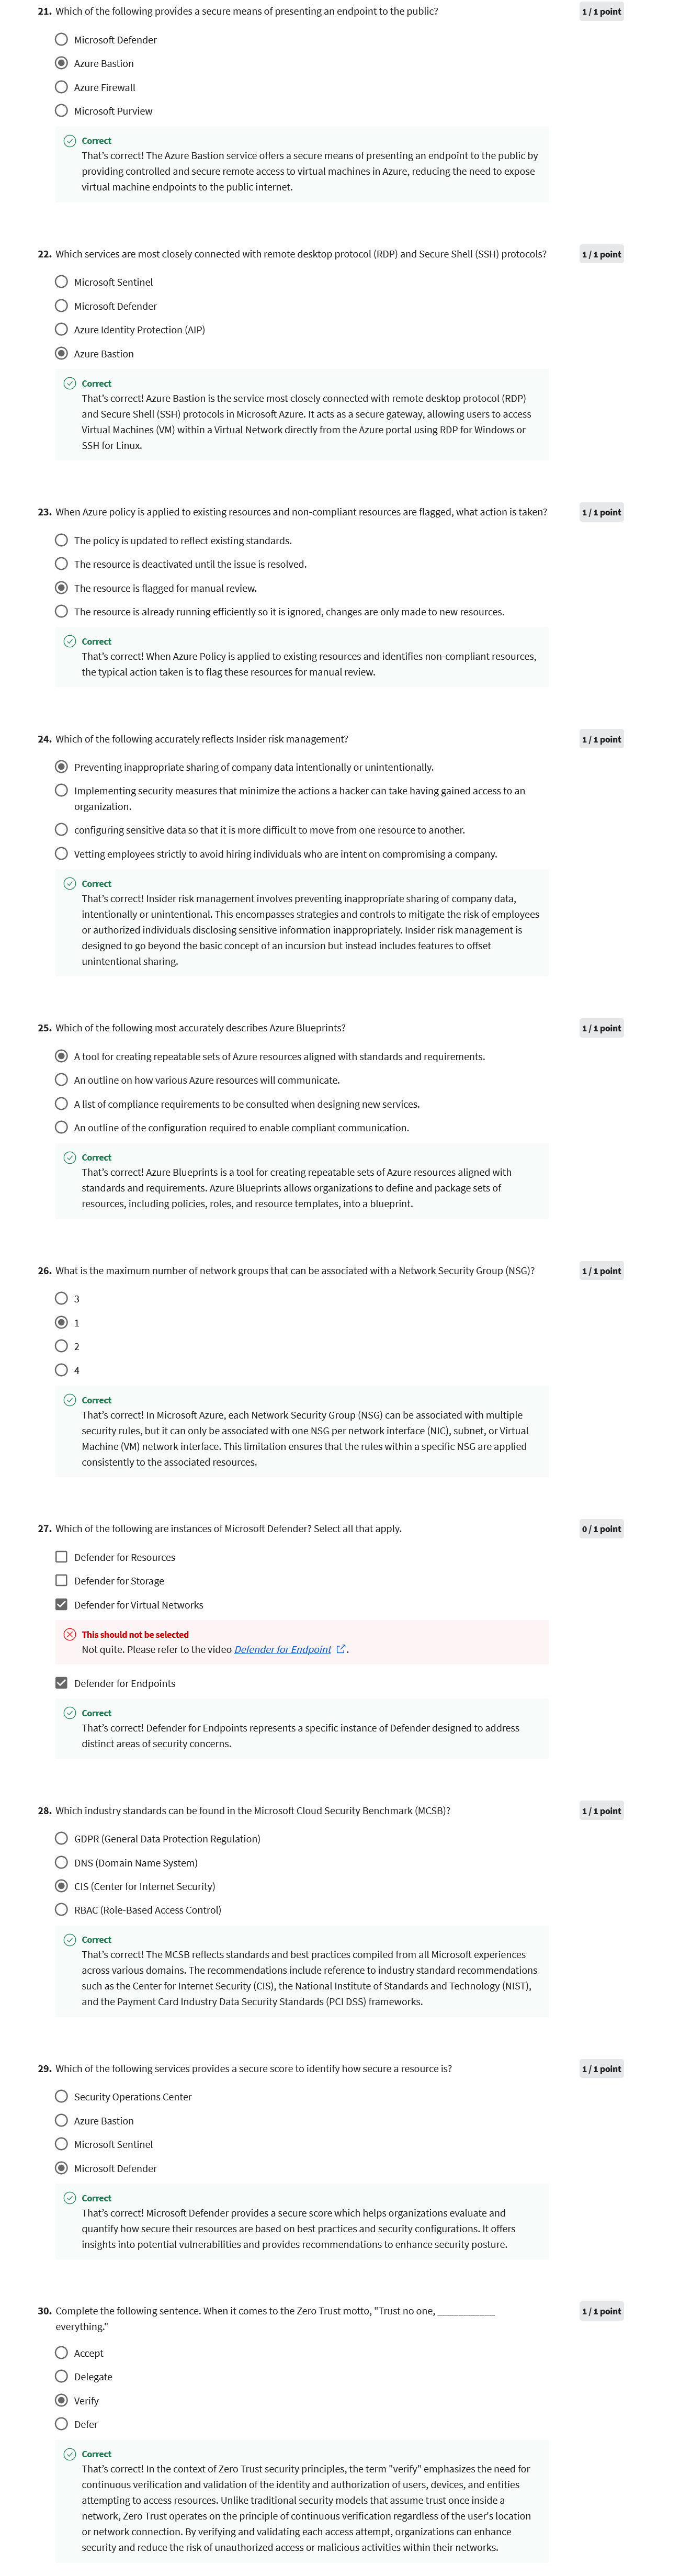 21. Which of the following provides a secure means of presenting an endpoint to the public?
1 / 1 point
Microsoft Defender
Azure Bastion
Azure Firewall
Microsoft Purview
Correct
That's correct! The Azure Bastion service offers a secure means of presenting an endpoint to the public by
providing controlled and secure remote access to virtual machines in Azure, reducing the need to expose
virtual machine endpoints to the public internet.
22. Which services are most closely connected with remote desktop protocol (RDP) and Secure Shell (SSH) protocols?
1 / 1 point
Microsoft Sentinel
Microsoft Defender
Azure Identity Protection (AIP)
Azure Bastion
Correct
That's correct! Azure Bastion is the service most closely connected with remote desktop protocol (RDP)
and Secure Shell (SSH) protocols in Microsoft Azure. It acts as a secure gateway, allowing users to access
Virtual Machines (VM) within a Virtual Network directly from the Azure portal using RDP for Windows or
SSH for Linux.
23. When Azure policy is applied to existing resources and non-compliant resources are flagged, what action is taken?
1 / 1 point
The policy is updated to reflect existing standards.
The resource is deactivated until the issue is resolved.
The resource is flagged for manual review.
The resource is already running efficiently so it is ignored, changes are only made to new resources.
Correct
That's correct! When Azure Policy is applied to existing resources and identifies non-compliant resources,
the typical action taken is to flag these resources for manual review.
24. Which of the following accurately reflects Insider risk management?
1 / 1 point
Preventing inappropriate sharing of company data intentionally or unintentionally.
Implementing security measures that minimize the actions a hacker can take having gained access to an
organization.
configuring sensitive data so that it is more difficult to move from one resource to another.
Vetting employees strictly to avoid hiring individuals who are intent on compromising a company.
Correct
That's correct! Insider risk management involves preventing inappropriate sharing of company data,
intentionally or unintentional. This encompasses strategies and controls to mitigate the risk of employees
or authorized individuals disclosing sensitive information inappropriately. Insider risk management is
designed to go beyond the basic concept of an incursion but instead includes features to offset
unintentional sharing.
25. Which of the following most accurately describes Azure Blueprints?
1 / 1 point
A tool for creating repeatable sets of Azure resources aligned with standards and requirements.
An outline on how various Azure resources will communicate.
A list of compliance requirements to be consulted when designing new services.
An outline of the configuration required to enable compliant communication.
Correct
That's correct! Azure Blueprints is a tool for creating repeatable sets of Azure resources aligned with
standards and requirements. Azure Blueprints allows organizations to define and package sets of
resources, including policies, roles, and resource templates, into a blueprint.
26. What is the maximum number of network groups that can be associated with a Network Security Group (NSG)?
1 / 1 point
3
1
2
4
Correct
That's correct! In Microsoft Azure, each Network Security Group (NSG) can be associated with multiple
security rules, but it can only be associated with one NSG per network interface (NIC), subnet, or Virtual
Machine (VM) network interface. This limitation ensures that the rules within a specific NSG are applied
consistently to the associated resources.
27. Which of the following are instances of Microsoft Defender? Select all that apply.
0 / 1 point
Defender for Resources
Defender for Storage
Defender for Virtual Networks
This should not be selected
Not quite. Please refer to the video Defender for Endpoint .
Defender for Endpoints
Correct
That's correct! Defender for Endpoints represents a specific instance of Defender designed to address
distinct areas of security concerns.
28. Which industry standards can be found in the Microsoft Cloud Security Benchmark (MCSB)?
1 / 1 point
GDPR (General Data Protection Regulation)
DNS (Domain Name System)
CIS (Center for Internet Security)
RBAC (Role-Based Access Control)
Correct
That's correct! The MCSB reflects standards and best practices compiled from all Microsoft experiences
across various domains. The recommendations include reference to industry standard recommendations
such as the Center for Internet Security (CIS), the National Institute of Standards and Technology (NIST),
and the Payment Card Industry Data Security Standards (PCI DSS) frameworks.
29. Which of the following services provides a secure score to identify how secure a resource is?
1 / 1 point
Security Operations Center
Azure Bastion
Microsoft Sentinel
Microsoft Defender
Correct
That's correct! Microsoft Defender provides a secure score which helps organizations evaluate and
quantify how secure their resources are based on best practices and security configurations. It offers
insights into potential vulnerabilities and provides recommendations to enhance security posture.
30. Complete the following sentence. When it comes to the Zero Trust motto, "Trust no one, ___________
everything."
1 / 1 point
Accept
Delegate
Verify
Defer
Correct
That's correct! In the context of Zero Trust security principles, the term "verify" emphasizes the need for
continuous verification and validation of the identity and authorization of users, devices, and entities
attempting to access resources. Unlike traditional security models that assume trust once inside a
network, Zero Trust operates on the principle of continuous verification regardless of the user's location
or network connection. By verifying and validating each access attempt, organizations can enhance
security and reduce the risk of unauthorized access or malicious activities within their networks.